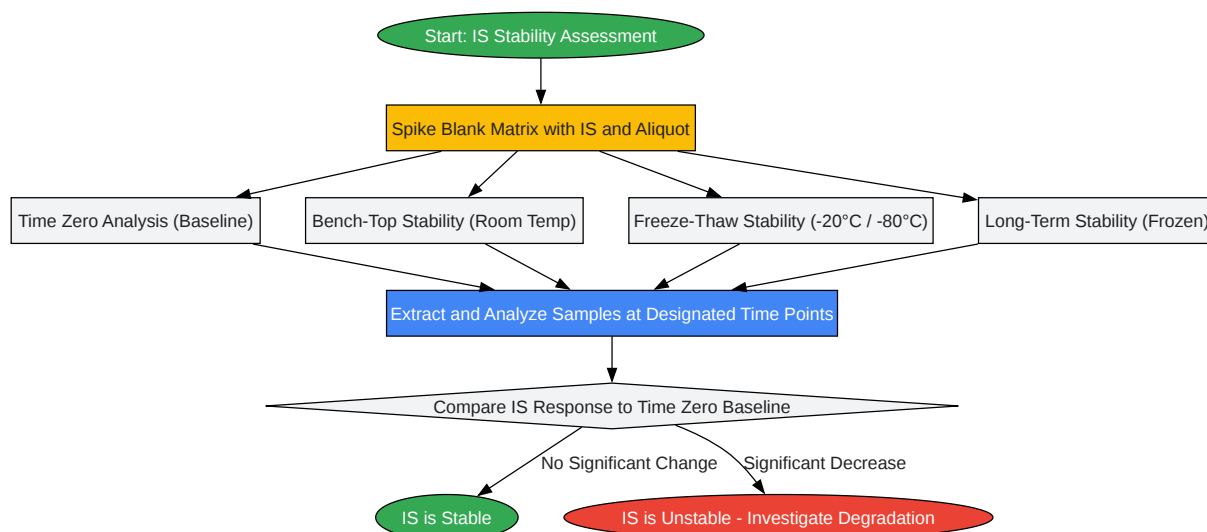 Start: IS Stability Assessment
Spike Blank Matrix with IS and Aliquot
Time Zero Analysis (Baseline)
Bench-Top Stability (Room Temp)
Freeze-Thaw Stability (-20°C / -80°C)
Long-Term Stability (Frozen)
Extract and Analyze Samples at Designated Time Points
Compare IS Response to Time Zero Baseline
No Significant Change
Significant Decrease
IS is Stable
IS is Unstable - Investigate Degradation